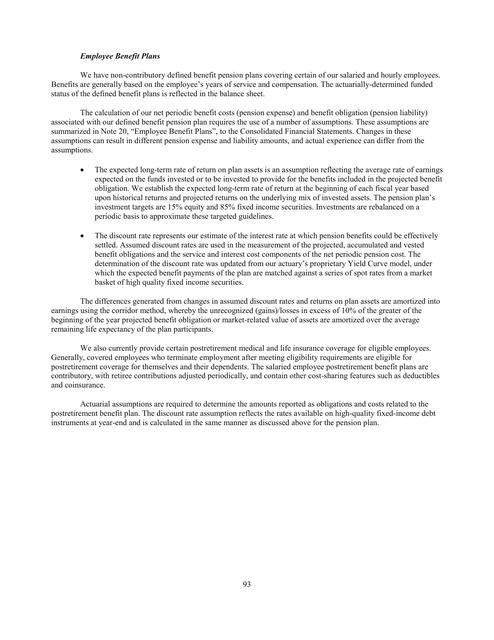 Employee Benefit Plans
We have non-contributory defined benefit pension plans covering certain of our salaried and hourly employees.
Benefits are generally based on the employee's years of service and compensation. The actuarially-determined funded
status of the defined benefit plans is reflected in the balance sheet.
The calculation of our net periodic benefit costs (pension expense) and benefit obligation (pension liability)
associated with our defined benefit pension plan requires the use of a number of assumptions. These assumptions are
summarized in Note 20, “Employee Benefit Plans”, to the Consolidated Financial Statements. Changes in these
assumptions can result in different pension expense and liability amounts, and actual experience can differ from the
assumptions.
• The expected long-term rate of return on plan assets is an assumption reflecting the average rate of earnings
expected on the funds invested or to be invested to provide for the benefits included in the projected benefit
obligation. We establish the expected long-term rate of return at the beginning of each fiscal year based
upon historical returns and projected returns on the underlying mix of invested assets. The pension plan's
investment targets are 15% equity and 85% fixed income securities. Investments are rebalanced on a
periodic basis to approximate these targeted guidelines.
• The discount rate represents our estimate of the interest rate at which pension benefits could be effectively
settled. Assumed discount rates are used in the measurement of the projected, accumulated and vested
benefit obligations and the service and interest cost components of the net periodic pension cost. The
determination of the discount rate was updated from our actuary's proprietary Yield Curve model, under
which the expected benefit payments of the plan are matched against a series of spot rates from a market
basket of high quality fixed income securities.
The differences generated from changes in assumed discount rates and returns on plan assets are amortized into
earnings using the corridor method, whereby the unrecognized (gains)/losses in excess of 10% of the greater of the
beginning of the year projected benefit obligation or market-related value of assets are amortized over the average
remaining life expectancy of the plan participants.
We also currently provide certain postretirement medical and life insurance coverage for eligible employees.
Generally, covered employees who terminate employment after meeting eligibility requirements are eligible for
postretirement coverage for themselves and their dependents. The salaried employee postretirement benefit plans are
contributory, with retiree contributions adjusted periodically, and contain other cost-sharing features such as deductibles
and coinsurance.
Actuarial assumptions are required to determine the amounts reported as obligations and costs related to the
postretirement benefit plan. The discount rate assumption reflects the rates available on high-quality fixed-income debt
instruments at year-end and is calculated in the same manner as discussed above for the pension plan.
93